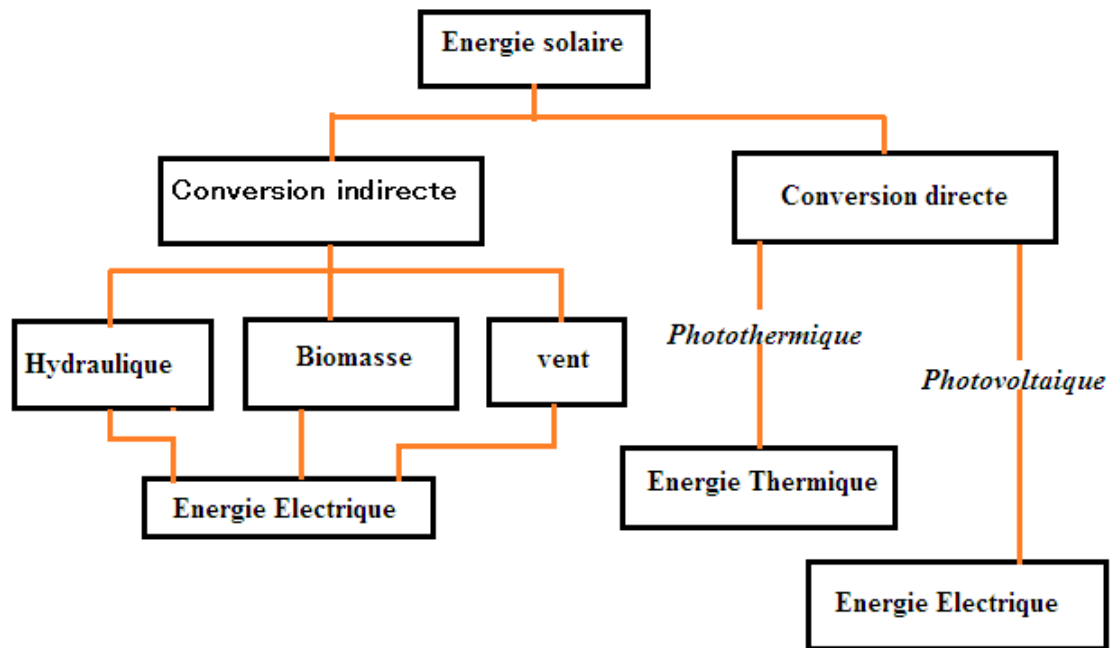 Energie solaire
Conversion indirecte
Conversion directe
Hydraulique
Biomasse
vent
Photothermique
Photovoltaique
Energie Thermique
Energie Electrique
Energie Electrique